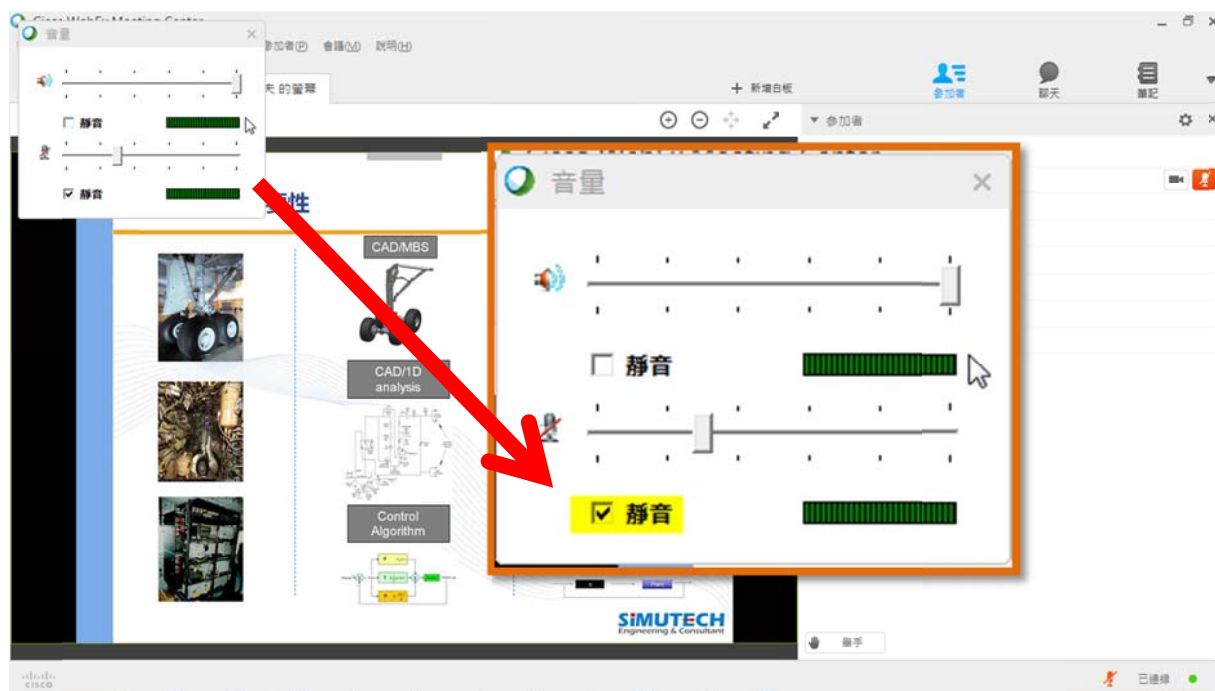 Cisco WebEx Meeting Center
音量
參加者(P) 會議(M) 說明(H)
的螢幕
新增白板
參加者
聊天
筆記
參加者
靜音
靜音
要性
CAD/MBS
CAD/1D
analysis
Control
Algorithm
SIMUTECH
Engineering & Consultant
音量
靜音
靜音
舉手
CISCO
已連線